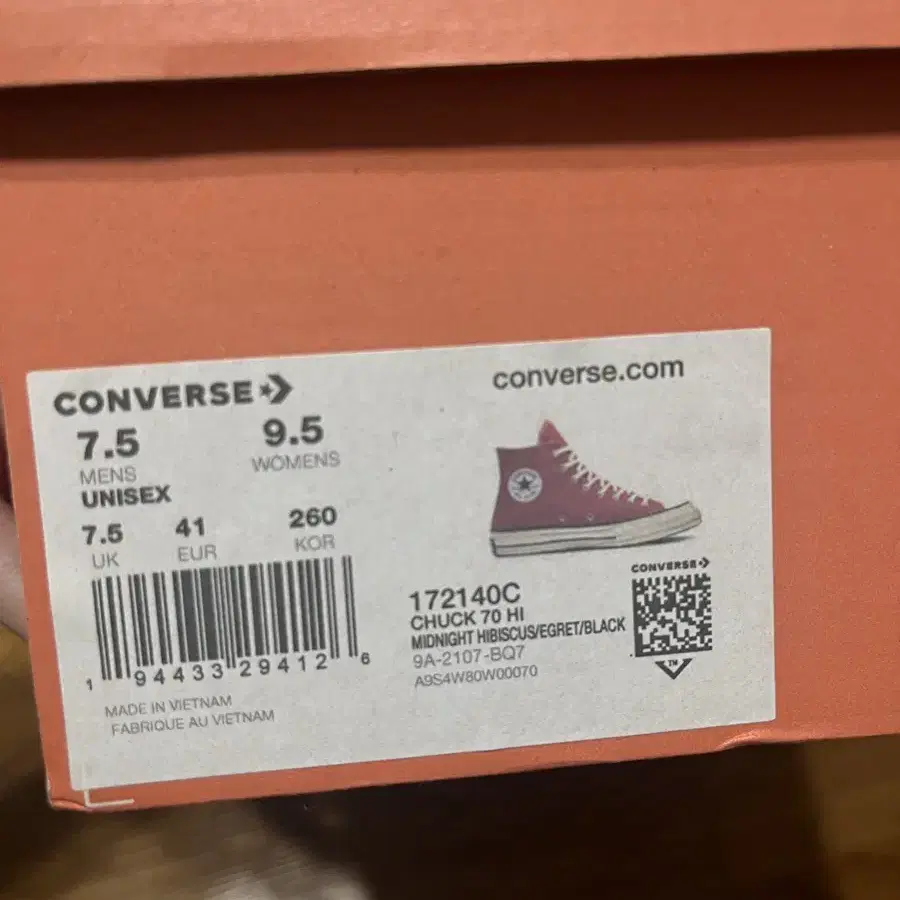 CONVERSE
converse.com
7.5 9.5
MENS WOMENS
UNISEX
7.5 41 260
UK EUR KOR
1 94433 29412 6
MADE IN VIETNAM
FABRIQUE AU VIETNAM
172140C
CHUCK 70 HI
MIDNIGHT HIBISCUS/EGRET/BLACK
9A-2107-BQ7
A9S4W80W00070
CONVERSE
TM